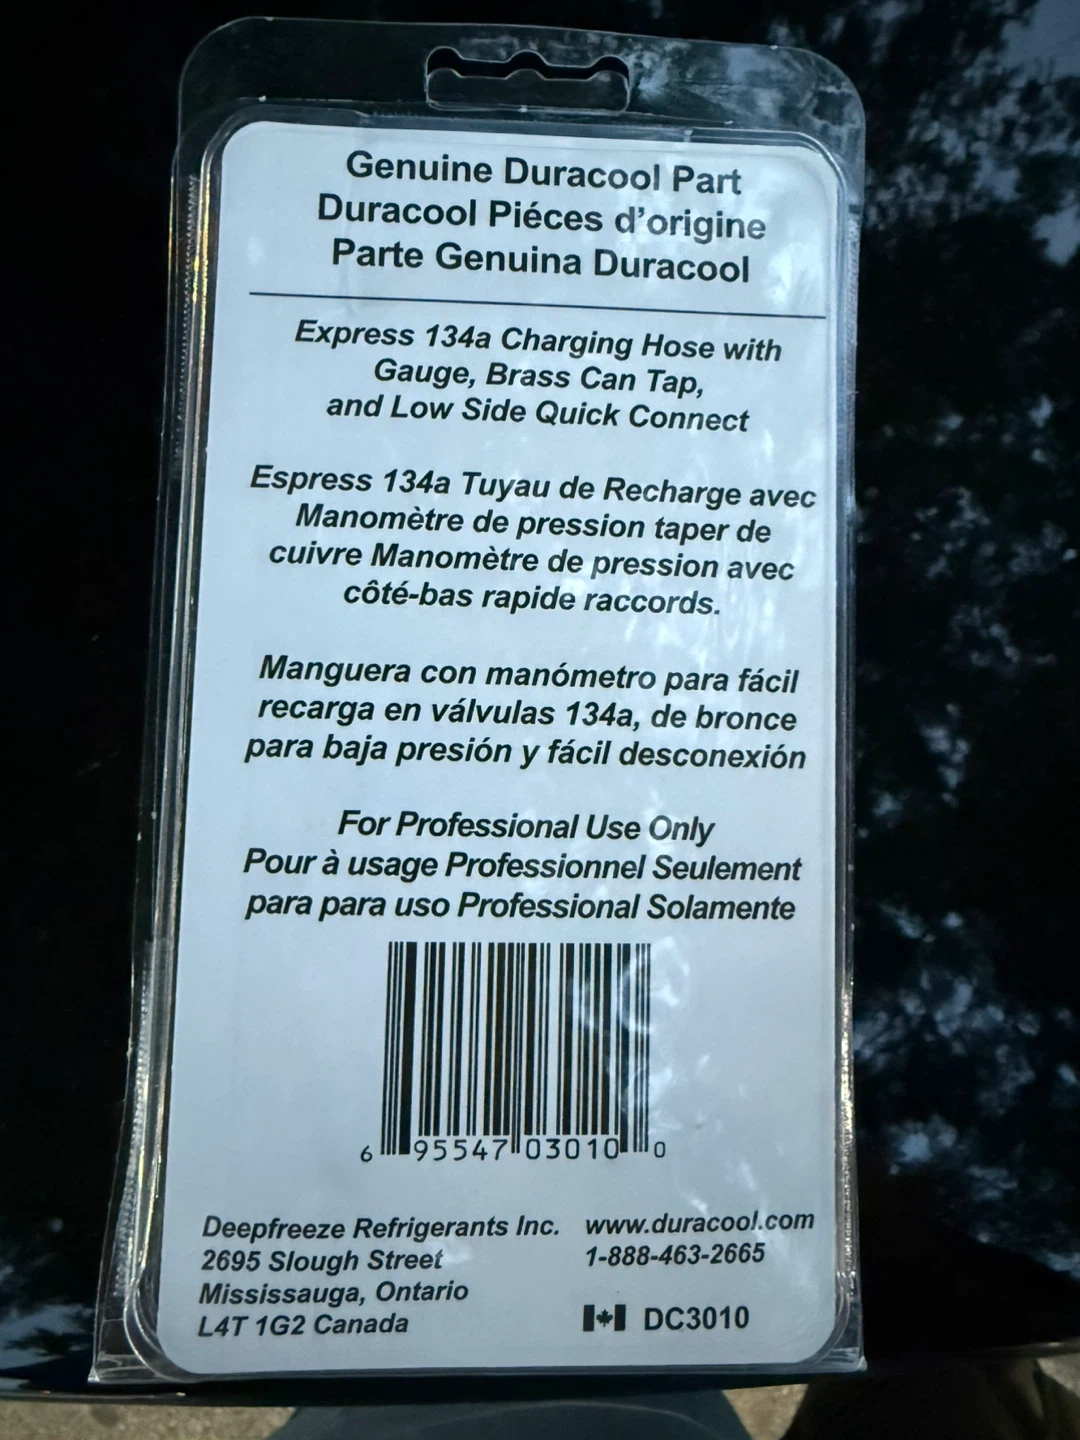 Genuine Duracool Part
Duracool Piéces d'origine
Parte Genuina Duracool
Express 134a Charging Hose with
Gauge, Brass Can Tap,
and Low Side Quick Connect
Espress 134a Tuyau de Recharge avec
Manomètre de pression taper de
cuivre Manomètre de pression avec
côté-bas rapide raccords.
Manguera con manómetro para fácil
recarga en válvulas 134a, de bronce
para baja presión y fácil desconexión
For Professional Use Only
Pour à usage Professionnel Seulement
para para uso Professional Solamente
6 95547 03010 0
Deepfreeze Refrigerants Inc. www.duracool.com
2695 Slough Street 1-888-463-2665
Mississauga, Ontario
L4T 1G2 Canada DC3010